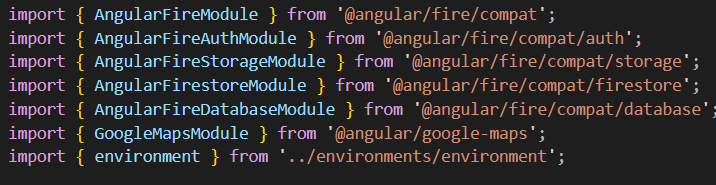 import { AngularFireModule } from '@angular/fire/compat';
import { AngularFireAuthModule } from '@angular/fire/compat/auth';
import { AngularFireStorageModule } from '@angular/fire/compat/storage';
import { AngularFirestoreModule } from '@angular/fire/compat/firestore';
import { AngularFireDatabaseModule } from '@angular/fire/compat/database';
import { GoogleMapsModule } from '@angular/google-maps';
import { environment } from '../environments/environment';